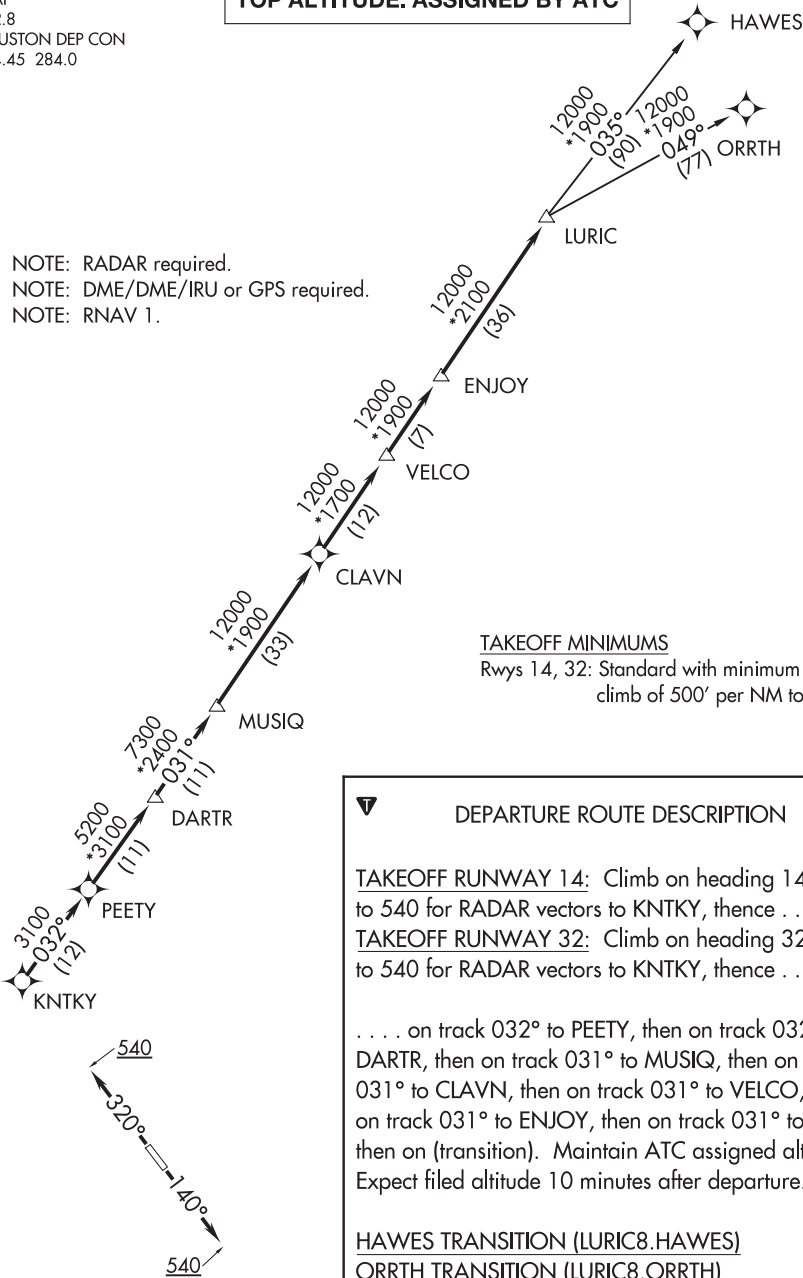 2.8
USTON DEP CON
.45 284.0
TOP ALTITUDE: ASSIGNED BY ATC
HAWES
12000
*1900
035°
(90)
12000
*1900
049°
(77)
ORRTH
LURIC
NOTE: RADAR required.
NOTE: DME/DME/IRU or GPS required.
NOTE: RNAV 1.
12000
*2100
(36)
ENJOY
12000
*1900
(7)
VELCO
12000
*1700
(12)
CLAVN
12000
*1900
(33)
TAKEOFF MINIMUMS
Rwys 14, 32: Standard with minimum
climb of 500' per NM to
MUSIQ
7300
*2400
031°
(11)
DARTR
5200
*3100
(11)
PEETY
3100
032°
(12)
KNTKY
T
DEPARTURE ROUTE DESCRIPTION
TAKEOFF RUNWAY 14: Climb on heading 14
to 540 for RADAR vectors to KNTKY, thence . .
TAKEOFF RUNWAY 32: Climb on heading 32
to 540 for RADAR vectors to KNTKY, thence . .
. . . . on track 032° to PEETY, then on track 032
DARTR, then on track 031° to MUSIQ, then on
031° to CLAVN, then on track 031° to VELCO,
on track 031° to ENJOY, then on track 031° to
then on (transition). Maintain ATC assigned alt
Expect filed altitude 10 minutes after departure.
HAWES TRANSITION (LURIC8.HAWES)
ORRTH TRANSITION (LURIC8.ORRTH)
540
320°
140°
540